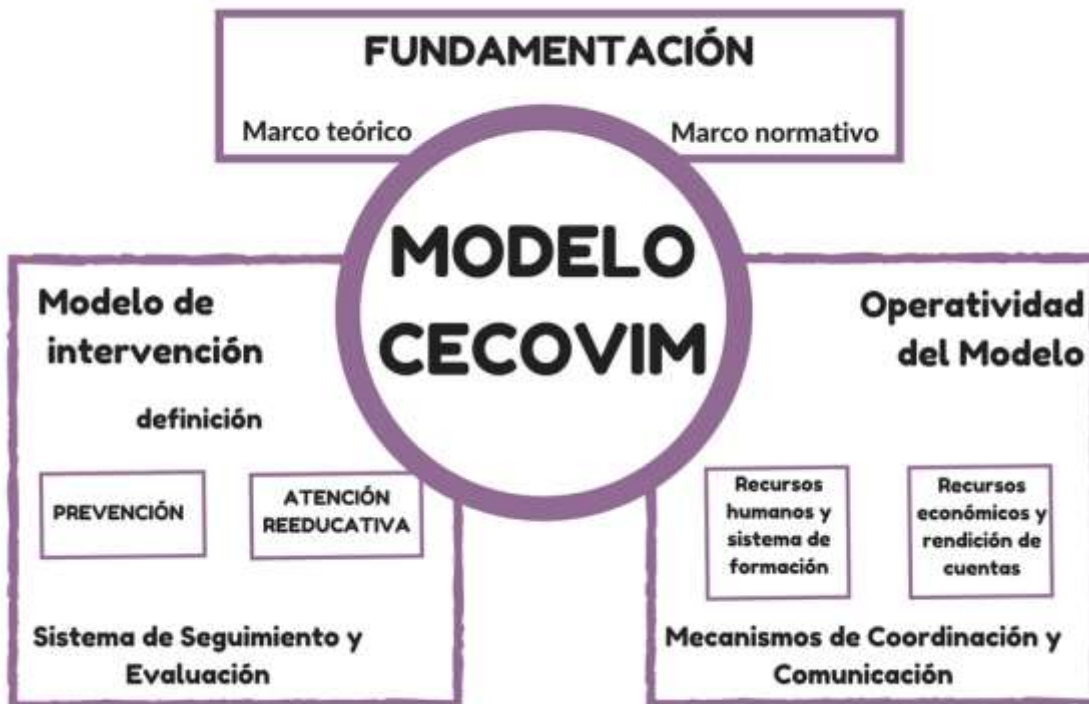 FUNDAMENTACIÓN
Marco teórico
Marco normativo
MODELO
CECOVIM
Modelo de
intervención
definición
PREVENCIÓN
ATENCIÓN
REEDUCATIVA
Sistema de Seguimiento y
Evaluación
Operatividad
del Modelo
Recursos
humanos y
sistema de
formación
Recursos
económicos y
rendición de
cuentas
Mecanismos de Coordinación y
Comunicación